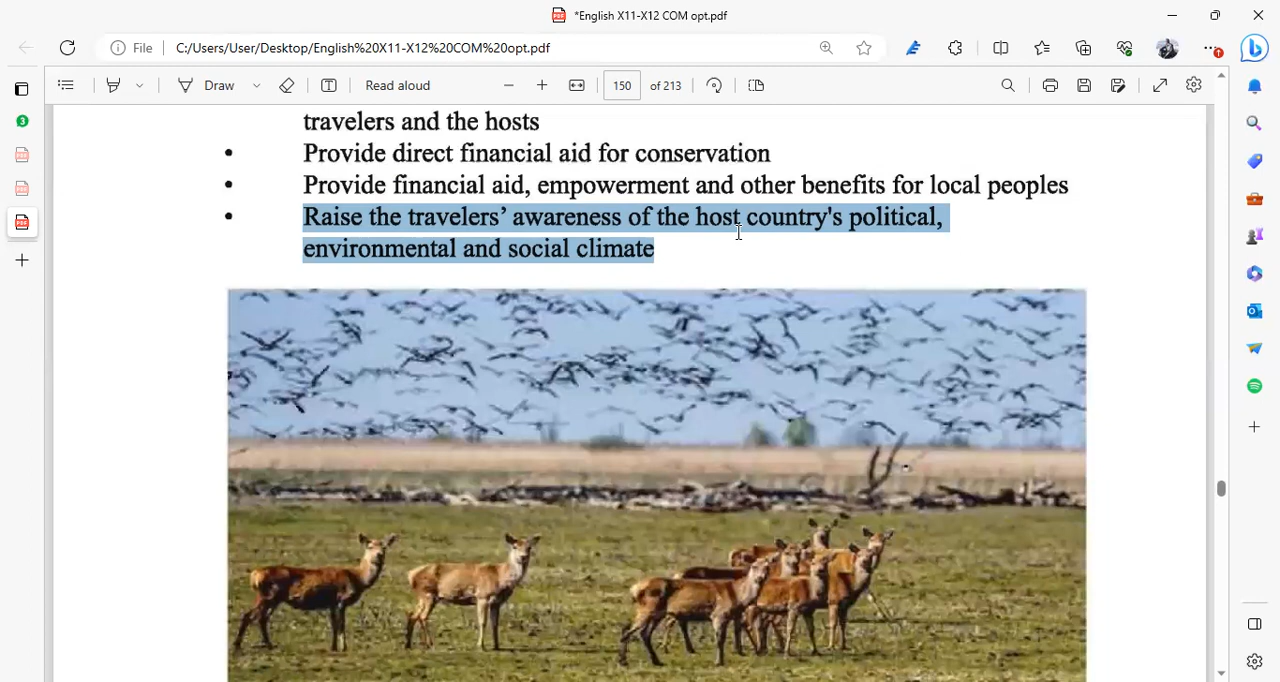 *English X11-X12 COM opt.pdf
File
C:/Users/User/Desktop/English%20X11-X12%20COM%20opt.pdf
Draw
Read aloud
150 of 213
3
travelers and the hosts
• Provide direct financial aid for conservation
• Provide financial aid, empowerment and other benefits for local peoples
• Raise the travelers’ awareness of the host country's political,
environmental and social climate